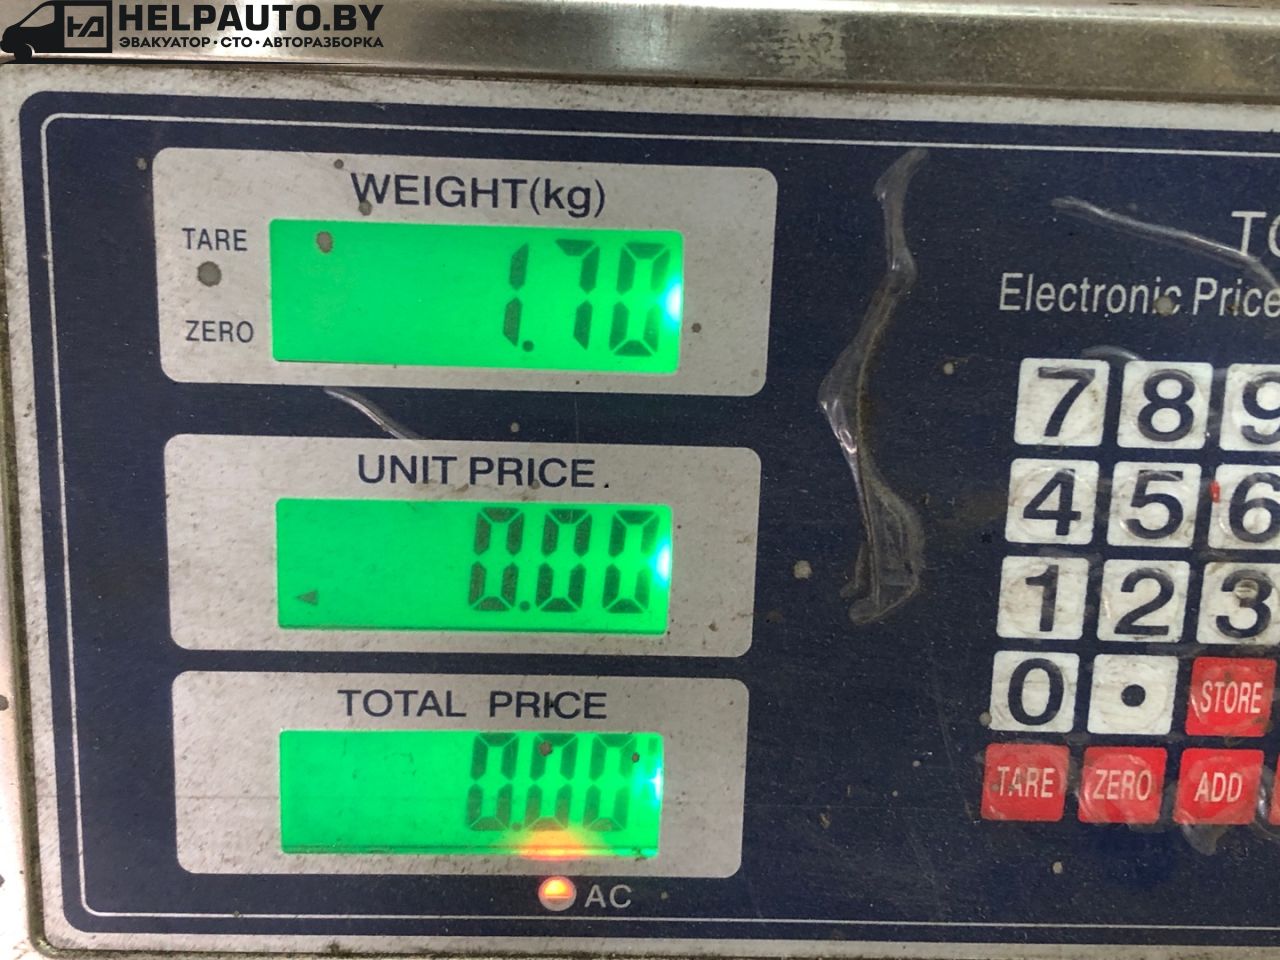 HELPAUTO.BY
ЭВАКУАТОР·СТО·АВТОРАЗБОРКА
WEIGHT(kg)
TARE
1.70
ZERO
Electronic Price
UNIT PRICE.
0.00
TOTAL PRICE
0.00
AC
7 8 9
4 5 6
1 2 3
0 . STORE
TARE ZERO ADD